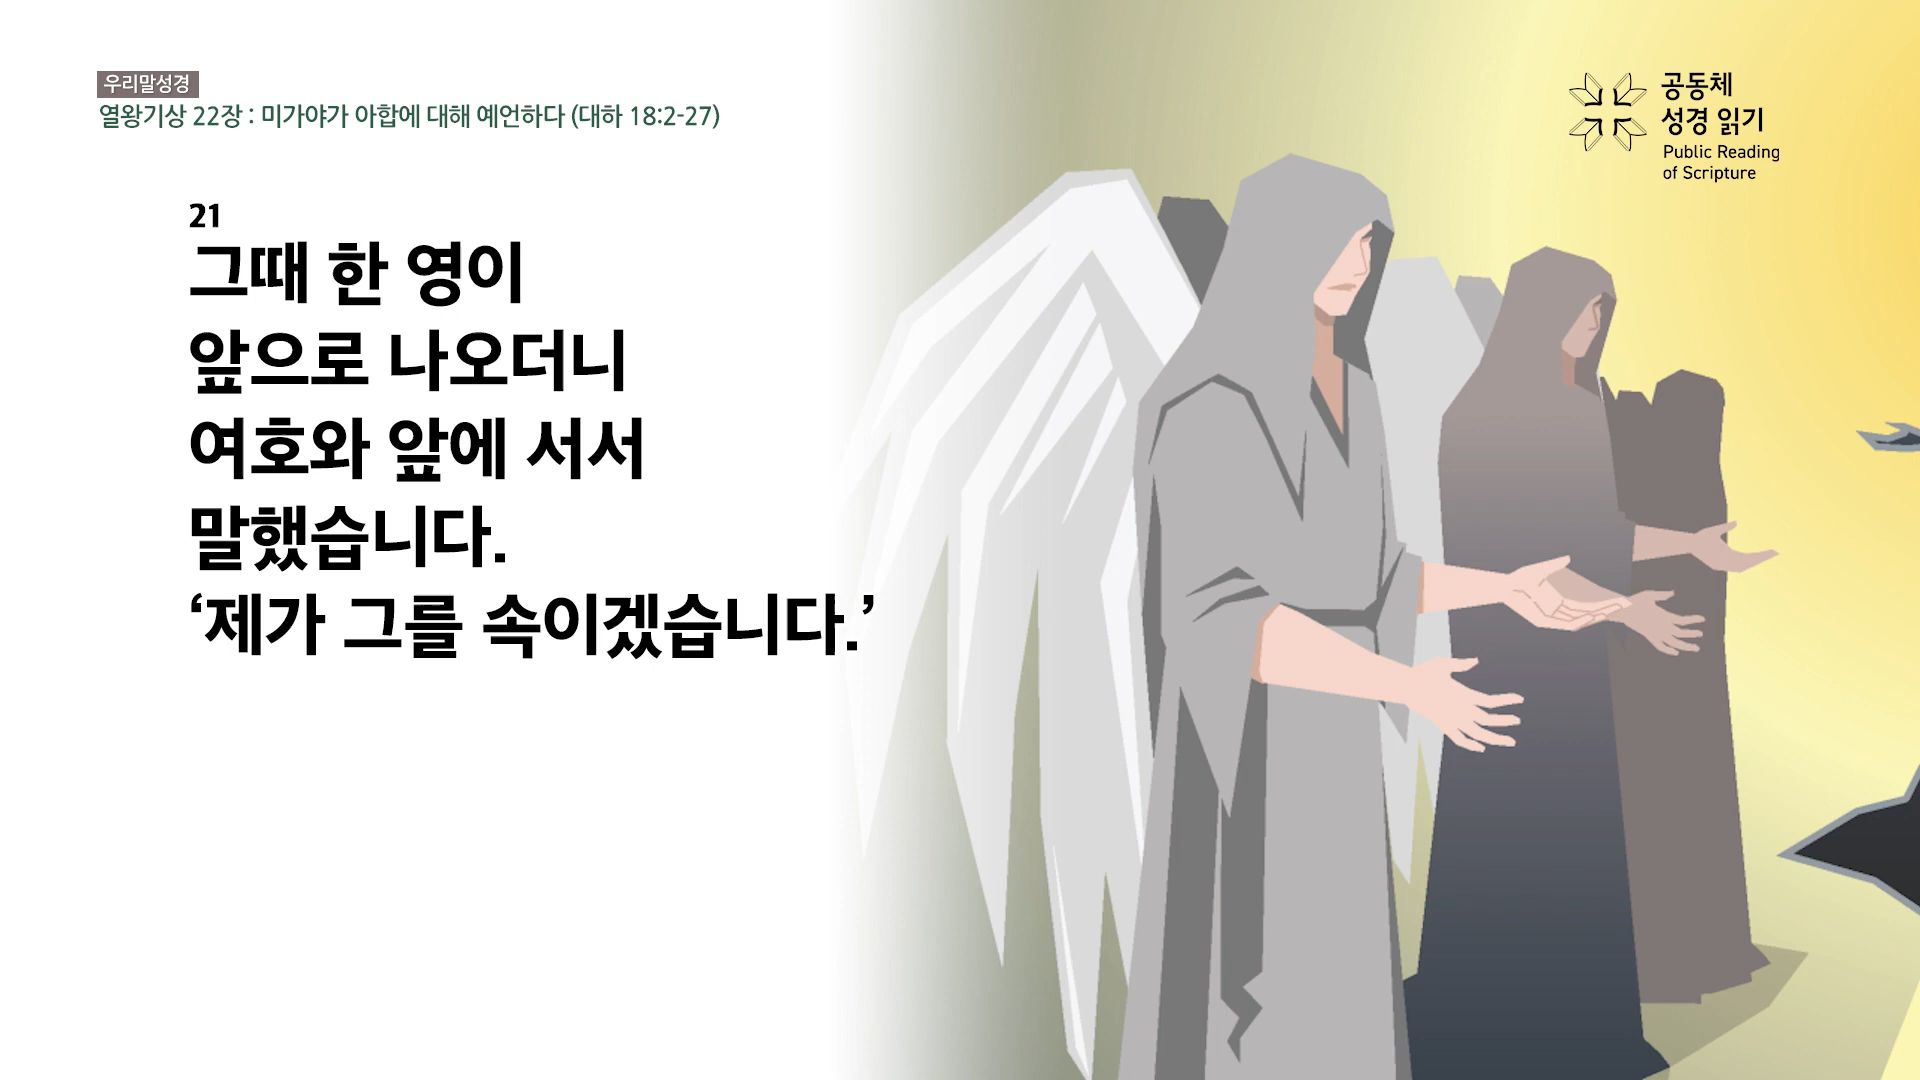 우리말성경
열왕기상 22장 : 미가야가 아합에 대해 예언하다 (대하 18:2-27)
공동체
성경 읽기
Public Reading
of Scripture
21
그때 한 영이
앞으로 나오더니
여호와 앞에 서서
말했습니다.
‘제가 그를 속이겠습니다.’